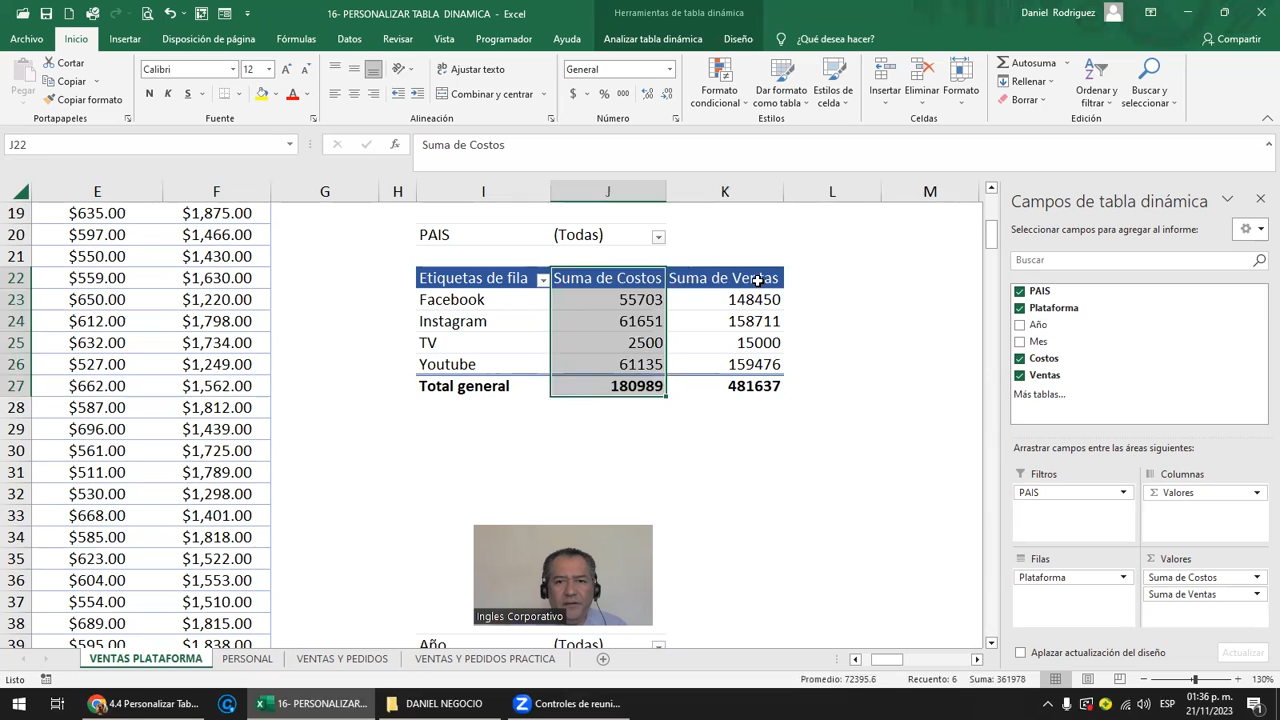 16- PERSONALIZAR TABLA DINAMICA - Excel
Herramientas de tabla dinámica
Daniel Rodriguez
Archivo Inicio Insertar Disposición de página Fórmulas Datos Revisar Vista Programador Ayuda Analizar tabla dinámica Diseño ¿Qué desea hacer? Compartir
Pegar
Cortar
Copiar
Copiar formato
Portapapeles
Calibri 12
N K S
Fuente
Ajustar texto
Combinar y centrar
Alineación
General
$ % 000
Número
Formato condicional
Dar formato como tabla
Estilos de celda
Estilos
Insertar Eliminar Formato
Celdas
Autosuma
Rellenar
Borrar
Ordenar y filtrar
Buscar y seleccionar
Edición
J22 fx Suma de Costos
E F G H I J K L M
19 $635.00 $1,875.00
20 $597.00 $1,466.00 PAIS (Todas)
21 $550.00 $1,430.00
22 $559.00 $1,630.00 Etiquetas de fila Suma de Costos Suma de Ventas
23 $650.00 $1,220.00 Facebook 55703 148450
24 $612.00 $1,798.00 Instagram 61651 158711
25 $632.00 $1,734.00 TV 2500 15000
26 $527.00 $1,249.00 Youtube 61135 159476
27 $662.00 $1,562.00 Total general 180989 481637
28 $587.00 $1,812.00
29 $696.00 $1,439.00
30 $561.00 $1,725.00
31 $511.00 $1,789.00
32 $530.00 $1,298.00
33 $668.00 $1,401.00
34 $585.00 $1,818.00
35 $623.00 $1,522.00
36 $604.00 $1,553.00
37 $554.00 $1,510.00
38 $689.00 $1,815.00
39 $595.00 $1,838.00 Año (Todas)
Ingles Corporativo
Campos de tabla dinámica
Seleccionar campos para agregar al informe:
Buscar
PAIS
Plataforma
Año
Mes
Costos
Ventas
Más tablas...
Arrastrar campos entre las áreas siguientes:
Filtros
PAIS
Columnas
Σ Valores
Filas
Plataforma
Σ Valores
Suma de Costos
Suma de Ventas
Aplazar actualización del diseño Actualizar
VENTAS PLATAFORMA PERSONAL VENTAS Y PEDIDOS VENTAS Y PEDIDOS PRACTICA
Listo Promedio: 72395.6 Recuento: 6 Suma: 361978 130%
4.4 Personalizar Tab... 16- PERSONALIZAR... DANIEL NEGOCIO Controles de reuni... ESP 01:36 p. m.
21/11/2023